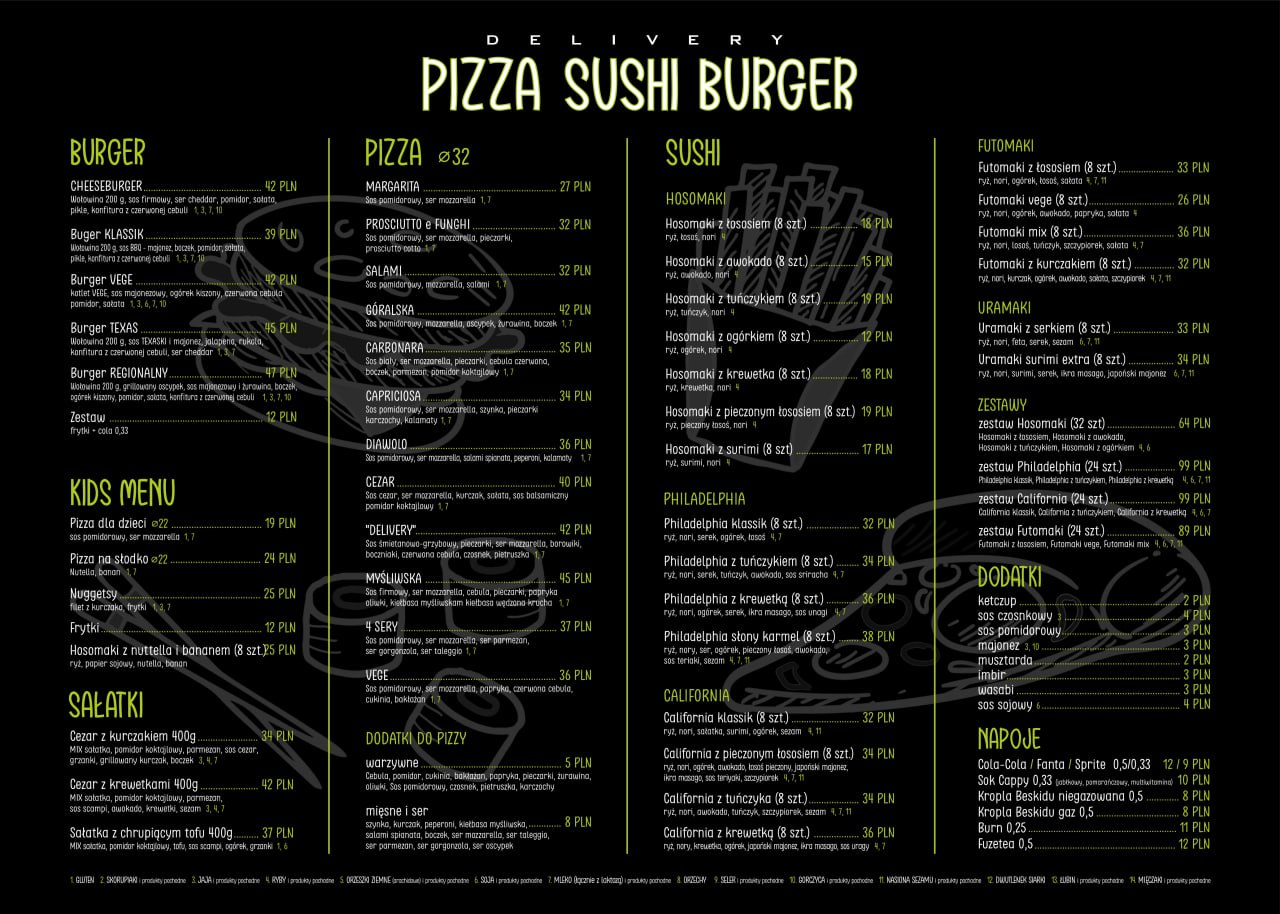 DELIVERY
PIZZA SUSHI BURGER
BURGER
CHEESEBURGER 42 PLN
Wołowina 200 g, sos firmowy, ser cheddar, pomidor, sałata,
pikle, konfitura z czerwonej cebuli 1, 3, 7, 10
Buger KLASSIK 39 PLN
Wołowina 200 g, sos BBQ - majonez, boczek, pomidor, sałata,
pikle, konfitura z czerwonej cebuli 1, 3, 7, 10
Burger VEGE 42 PLN
kotlet VEGE, sos majonezowy, ogórek kiszony, czerwona cebula
pomidor, sałata 1, 3, 6, 7, 10
Burger TEXAS 45 PLN
Wołowina 200 g, sos TEXASKI i majonez, jalapeno, rukola,
konfitura z czerwonej cebuli, ser cheddar 1, 3, 7
Burger REGIONALNY 47 PLN
Wołowina 200 g, grillowany oscypek, sos majonezowy i żurawina, boczek,
ogórek kiszony, pomidor, sałata, konfitura z czerwonej cebuli 1, 3, 7, 10
Zestaw 12 PLN
frytki + cola 0,33
KIDS MENU
Pizza dla dzieci ⌀22 19 PLN
sos pomidorowy, ser mozzarella 1, 7
Pizza na słodko ⌀22 24 PLN
Nutella, banan 1, 7
Nuggetsy 25 PLN
filet z kurczaka, frytki 1, 3, 7
Frytki 12 PLN
Hosomaki z nuttella i bananem (8 szt.) 25 PLN
ryż, papier sojowy, nutella, banan
SAŁATKI
Cezar z kurczakiem 400g 34 PLN
MIX sałatka, pomidor koktajlowy, parmezan, sos cezar,
grzanki, grillowany kurczak, boczek 3, 4, 7
Cezar z krewetkami 400g 42 PLN
MIX sałatka, pomidor koktajlowy, parmezan,
sos scampi, awokado, krewetki, sezam 3, 4, 7
Sałatka z chrupiącym tofu 400g 37 PLN
MIX sałatka, pomidor koktajlowy, tofu, sos scampi, ogórek, grzanki 1, 6
PIZZA ⌀32
MARGARITA 27 PLN
Sos pomidorowy, ser mozzarella 1, 7
PROSCIUTTO e FUNGHI 32 PLN
Sos pomidorowy, ser mozzarella, pieczarki,
prosciutto cotto 1, 7
SALAMI 32 PLN
Sos pomidorowy, mozzarella, salami 1, 7
GÓRALSKA 42 PLN
Sos pomidorowy, mozzarella, oscypek, żurawina, boczek 1, 7
CARBONARA 35 PLN
Sos biały, ser mozzarella, pieczarki, cebula czerwona,
boczek, parmezan, pomidor koktajlowy 1, 7
CAPRICIOSA 34 PLN
Sos pomidorowy, ser mozzarella, szynka, pieczarki
karczochy, kalamaty 1, 7
DIAWOLO 36 PLN
Sos pomidorowy, ser mozzarella, salami spianata, peperoni, kalamaty 1, 7
CEZAR 40 PLN
Sos cezar, ser mozzarella, kurczak, sałata, sos balsamiczny
pomidor koktajlowy 1, 7
"DELIVERY" 42 PLN
Sos śmietanowo-grzybowy, pieczarki, ser mozzarella, borowiki,
boczniaki, czerwona cebula, czosnek, pietruszka 1, 7
MYŚLIWSKA 45 PLN
Sos firmowy, ser mozzarella, cebula, pieczarki, papryka
oliwki, kiełbasa myśliwskam kiełbasa wędzona-krucha 1, 7
4 SERY 37 PLN
Sos pomidorowy, ser mozzarella, ser parmezan,
ser gorgonzola, ser taleggio 1, 7
VEGE 36 PLN
Sos pomidorowy, ser mozzarella, papryka, czerwona cebula,
cukinia, bakłażan 1, 7
DODATKI DO PIZZY
warzywne 5 PLN
Cebula, pomidor, cukinia, bakłażan, papryka, pieczarki, żurawina,
oliwki, Sos pomidorowy, czosnek, pietruszka, karczochy
mięsne i ser
szynka, kurczak, peperoni, kiełbasa myśliwska, 8 PLN
salami spianata, boczek, ser mozzarella, ser taleggio,
ser parmezan, ser gorgonzola, ser oscypek
SUSHI
HOSOMAKI
Hosomaki z łososiem (8 szt.) 18 PLN
ryż, łosoś, nori 4
Hosomaki z awokado (8 szt.) 15 PLN
ryż, awokado, nori 4
Hosomaki z tuńczykiem (8 szt.) 19 PLN
ryż, tuńczyk, nori 4
Hosomaki z ogórkiem (8 szt.) 12 PLN
ryż, ogórek, nori 4
Hosomaki z krewetka (8 szt.) 18 PLN
ryż, krewetka, nori 4
Hosomaki z pieczonym łososiem (8 szt.) 19 PLN
ryż, pieczony łosoś, nori 4
Hosomaki z surimi (8 szt) 17 PLN
ryż, surimi, nori 4
PHILADELPHIA
Philadelphia klassik (8 szt.) 32 PLN
ryż, nori, serek, ogórek, łosoś 4, 7
Philadelphia z tuńczykiem (8 szt.) 34 PLN
ryż, nori, serek, tuńczyk, awokado, sos sriracha 4, 7
Philadelphia z krewetką (8 szt.) 36 PLN
ryż, nori, ogórek, serek, ikra masago, sos unagi 4, 7
Philadelphia słony karmel (8 szt.) 38 PLN
ryż, nory, ser, ogórek, pieczony łosoś, awokado,
sos teriaki, sezam 4, 7, 11
CALIFORNIA
California klassik (8 szt.) 32 PLN
ryż, nori, sałatka, surimi, ogórek, sezam 4, 11
California z pieczonym łososiem (8 szt.) 34 PLN
ryż, nori, ogórek, awokado, łosoś pieczony, japoński majonez,
ikra masago, sos teriyaki, szczypiorek 4, 7, 11
California z tuńczyka (8 szt.) 34 PLN
ryż, nori, awokado, tuńczyk, szczypiorek, sezam 4, 7, 11
California z krewetką (8 szt.) 36 PLN
ryż, nory, krewetka, ogórek, japoński majonez, ikra masago, sos uragy 4, 7
FUTOMAKI
Futomaki z łososiem (8 szt.) 33 PLN
ryż, nori, ogórek, łosoś, sałata 4, 7, 11
Futomaki vege (8 szt.) 26 PLN
ryż, nori, ogórek, awokado, papryka, sałata 4
Futomaki mix (8 szt.) 36 PLN
ryż, nori, losoś, tuńczyk, szczypiorek, sałata 4, 7
Futomaki z kurczakiem (8 szt.) 32 PLN
ryż, nori, kurczak, ogórek, awokado, sałata, szczypiorek 4, 7, 11
URAMAKI
Uramaki z serkiem (8 szt.) 33 PLN
ryż, nori, feta, serek, sezam 6, 7, 11
Uramaki surimi extra (8 szt.) 34 PLN
ryż, nori, surimi, serek, ikra masago, japoński majonez 6, 7, 11
ZESTAWY
zestaw Hosomaki (32 szt) 64 PLN
Hosomaki z łososiem, Hosomaki z awokado,
Hosomaki z tuńczykiem, Hosomaki z ogórkiem 4, 6
zestaw Philadelphia (24 szt.) 99 PLN
Philadelphia klassik, Philadelphia z tuńczykiem, Philadelphia z krewetką 4, 6, 7, 11
zestaw California (24 szt.) 99 PLN
California klassik, California z tuńczykiem, California z krewetką 4, 6, 7
zestaw Futomaki (24 szt.) 89 PLN
Futomaki z łososiem, Futomaki vege, Futomaki mix 4, 6, 7, 11
DODATKI
ketczup 2 PLN
sos czosnkowy 3 4 PLN
sos pomidorowy 3 PLN
majonez 3, 10 3 PLN
musztarda 2 PLN
imbir 3 PLN
wasabi 3 PLN
sos sojowy 6 4 PLN
NAPOJE
Cola-Cola / Fanta / Sprite 0,5/0,33 12 / 9 PLN
Sok Cappy 0,33 (jabłkowy, pomarańczowy, multiwitamina) 10 PLN
Kropla Beskidu niegazowana 0,5 8 PLN
Kropla Beskidu gaz 0,5 8 PLN
Burn 0,25 11 PLN
Fuzetea 0,5 12 PLN
1. GLUTEN 2. SKORUPIAKI i produkty pochodne 3. JAJA i produkty pochodne 4. RYBY i produkty pochodne 5. ORZESZKI ZIEMNE (arachidowe) i produkty pochodne 6. SOJA i produkty pochodne 7. MLEKO (łącznie z laktozą) i produkty pochodne 8. ORZECHY 9. SELER i produkty pochodne 10. GORCZYCA i produkty pochodne 11. NASIONA SEZAMU i produkty pochodne 12. DWUTLENEK SIARKI 13. ŁUBIN i produkty pochodne 14. MIĘCZAKI i produkty pochodne